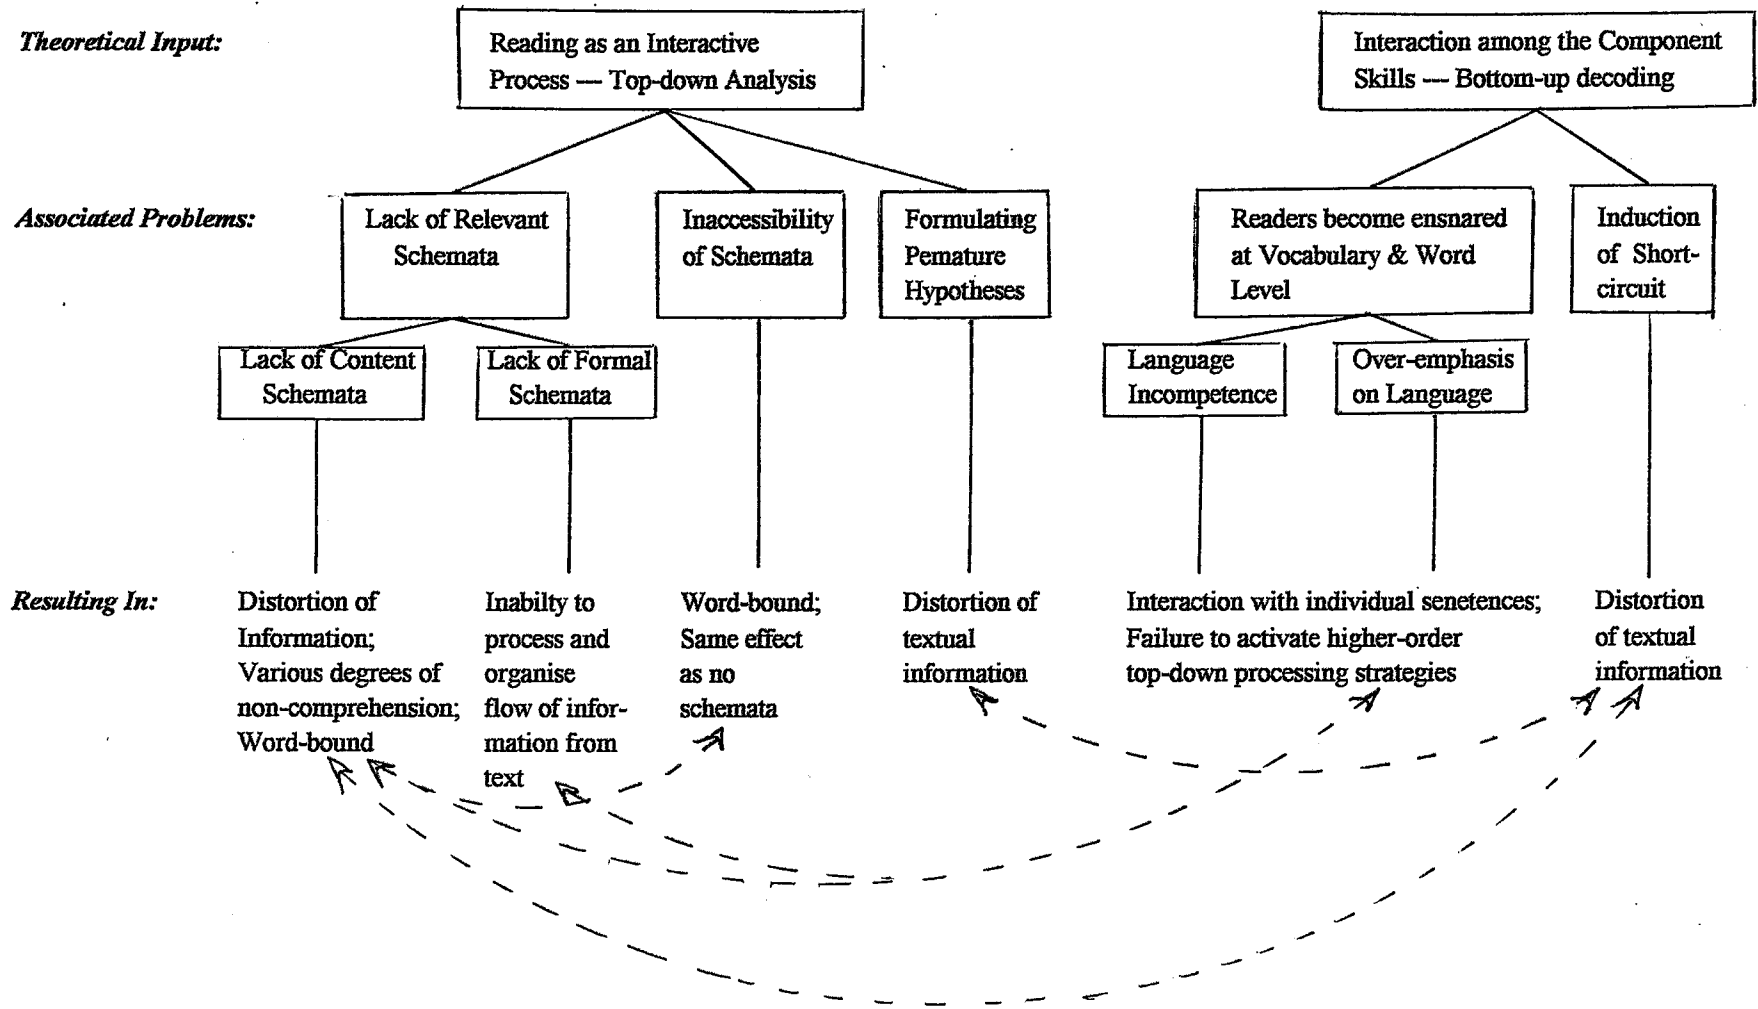 Theoretical Input:
Reading as an Interactive
Process — Top-down Analysis
Interaction among the Component
Skills — Bottom-up decoding
Associated Problems:
Lack of Relevant
Schemata
Inaccessibility
of Schemata
Formulating
Pemature
Hypotheses
Readers become ensnared
at Vocabulary & Word
Level
Induction
of Short-
circuit
Lack of Content
Schemata
Lack of Formal
Schemata
Language
Incompetence
Over-emphasis
on Language
Resulting In:
Distortion of
Information;
Various degrees of
non-comprehension;
Word-bound
Inabilty to
process and
organise
flow of infor-
mation from
text
Word-bound;
Same effect
as no
schemata
Distortion of
textual
information
Interaction with individual senetences;
Failure to activate higher-order
top-down processing strategies
Distortion
of textual
information